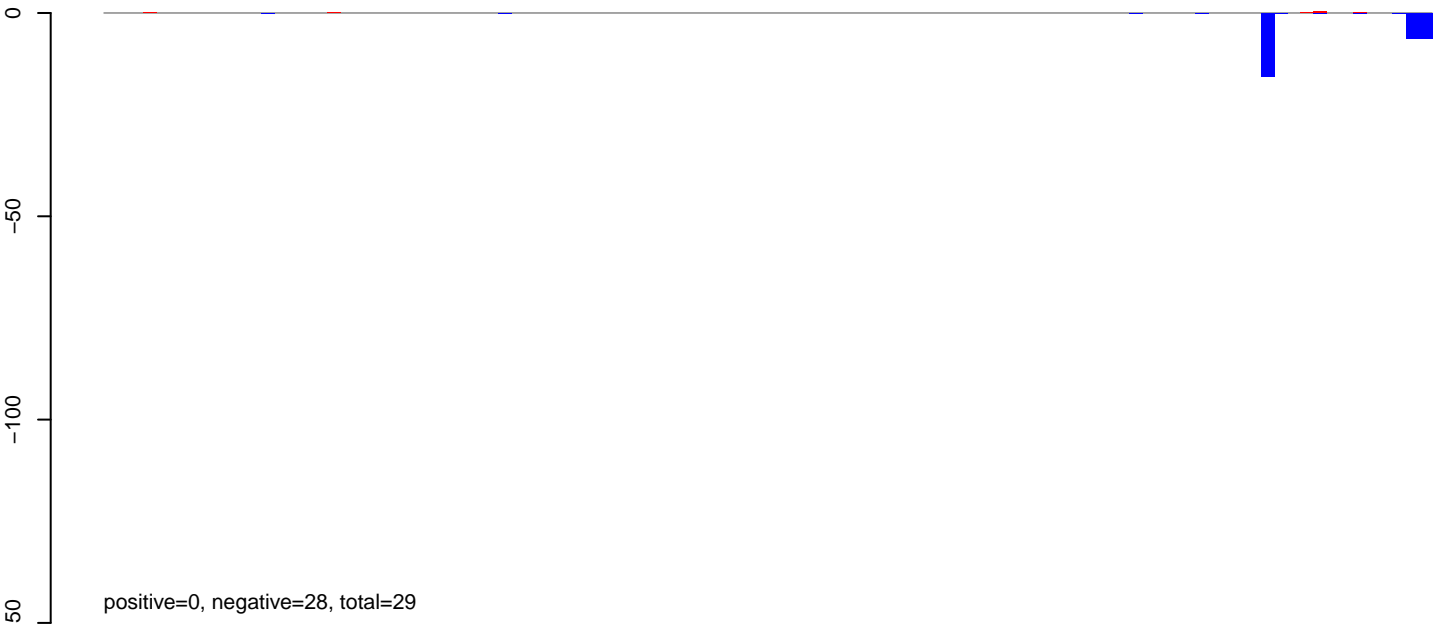 0
−50
−100
50
positive=0, negative=28, total=29